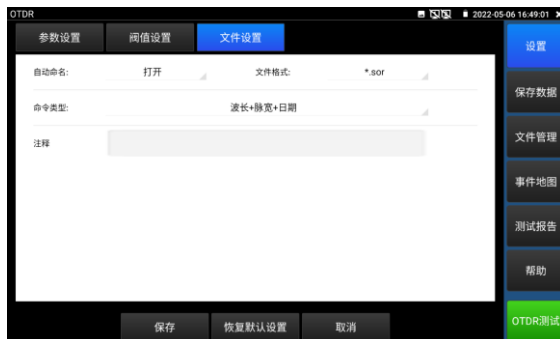 OTDR 2022-05-06 16:49:01
参数设置 阀值设置 文件设置 设置
自动命名: 打开 文件格式: *.sor
保存数据
命令类型: 波长+脉宽+日期
注释
文件管理
事件地图
测试报告
帮助
保存 恢复默认设置 取消 OTDR测试